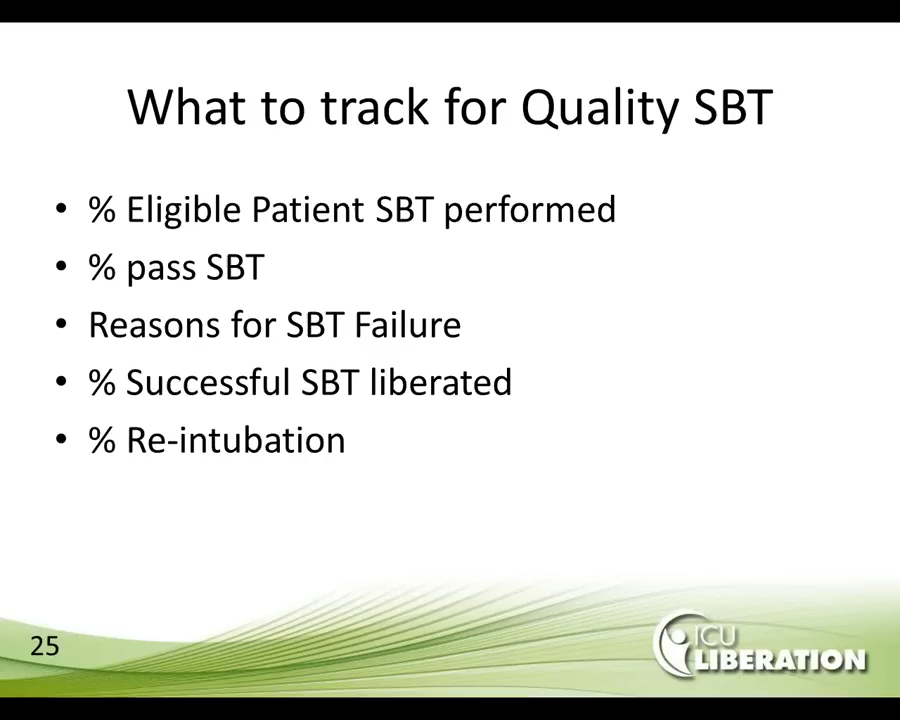 What to track for Quality SBT
• % Eligible Patient SBT performed
• % pass SBT
• Reasons for SBT Failure
• % Successful SBT liberated
• % Re-intubation
25
ICU
LIBERATION